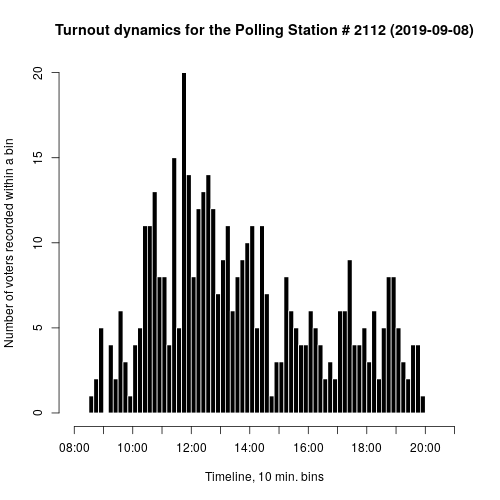 Turnout dynamics for the Polling Station # 2112 (2019-09-08)
Number of voters recorded within a bin
20
15
10
5
0
08:00 10:00 12:00 14:00 16:00 18:00 20:00
Timeline, 10 min. bins